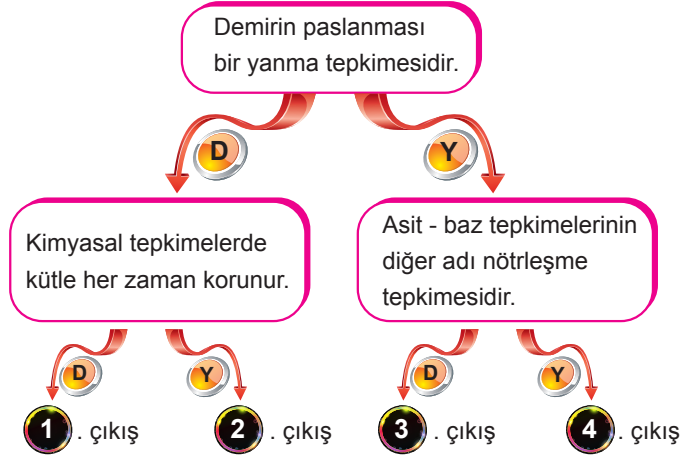 Demirin paslanması
bir yanma tepkimesidir.
D
Y
Kimyasal tepkimelerde
kütle her zaman korunur.
Asit - baz tepkimelerinin
diğer adı nötrleşme
tepkimesidir.
D
Y
D
Y
1 . çıkış
2 . çıkış
3 . çıkış
4 . çıkış